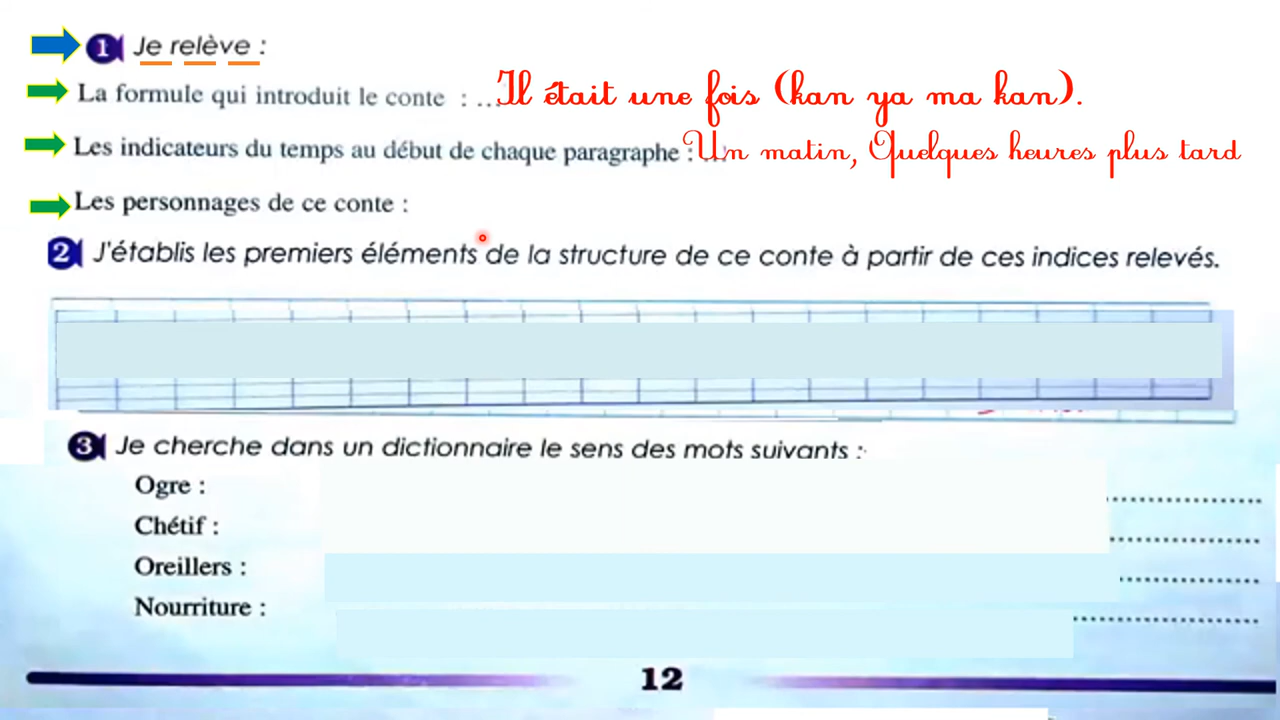 1 Je relève :
La formule qui introduit le conte : ... Il était une fois (kan ya ma kan).
Les indicateurs du temps au début de chaque paragraphe : ... Un matin, Quelques heures plus tard
Les personnages de ce conte :
2 J'établis les premiers éléments de la structure de ce conte à partir de ces indices relevés.
3 Je cherche dans un dictionnaire le sens des mots suivants :
Ogre :
Chétif :
Oreillers :
Nourriture :
12